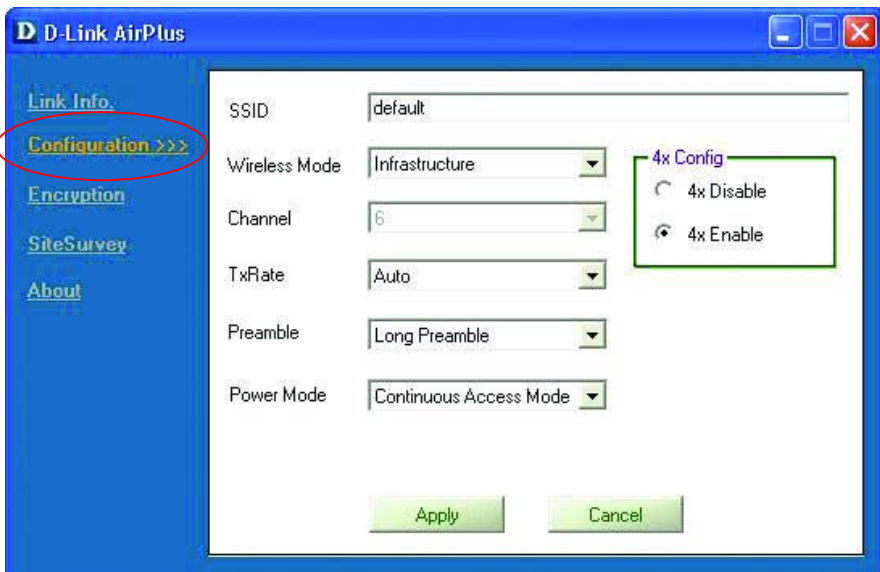 D D-Link AirPlus
Link Info.
Configuration >>>
Encryption
SiteSurvey
About
SSID default
Wireless Mode Infrastructure
Channel 6
TxRate Auto
Preamble Long Preamble
Power Mode Continuous Access Mode
4x Config
4x Disable
4x Enable
Apply Cancel